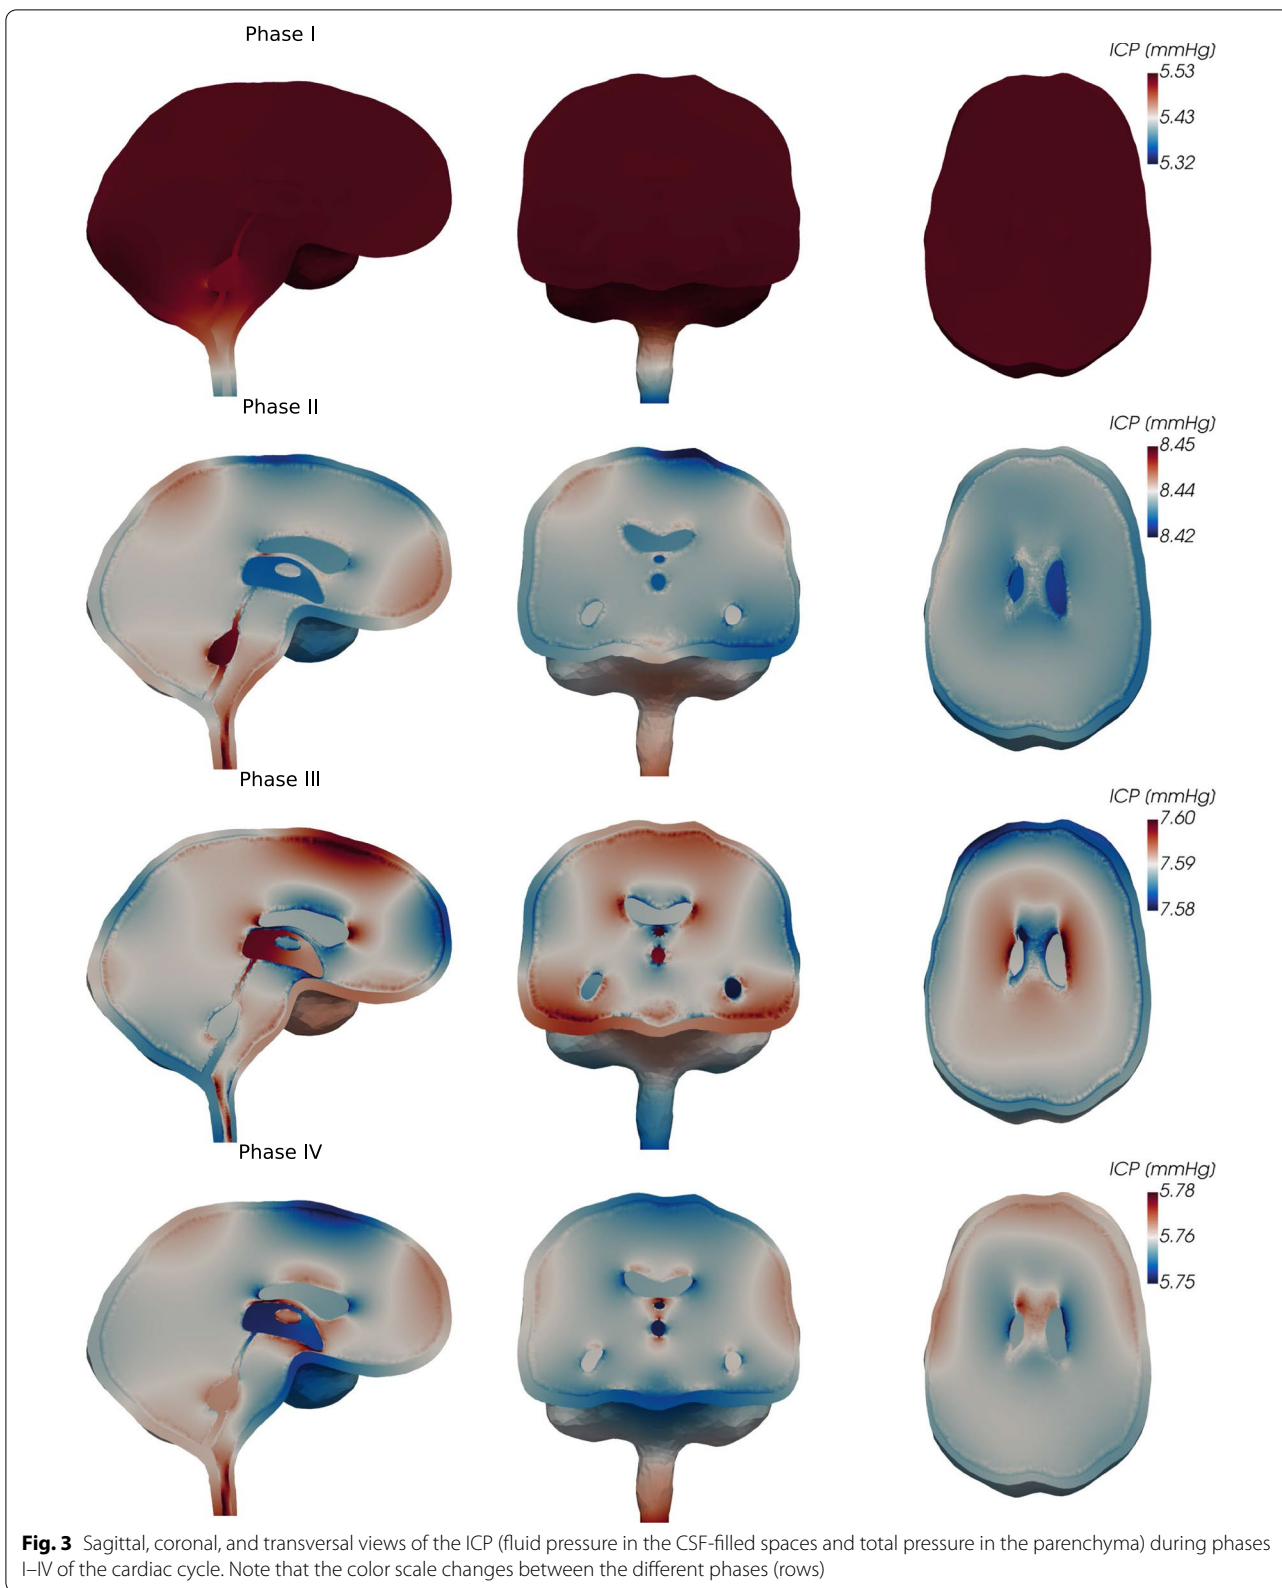 Phase I
ICP (mmHg)
5.53
5.43
5.32
Phase II
ICP (mmHg)
8.45
8.44
8.42
Phase III
ICP (mmHg)
7.60
7.59
7.58
Phase IV
ICP (mmHg)
5.78
5.76
5.75
Fig. 3 Sagittal, coronal, and transversal views of the ICP (fluid pressure in the CSF-filled spaces and total pressure in the parenchyma) during phases
I–IV of the cardiac cycle. Note that the color scale changes between the different phases (rows)